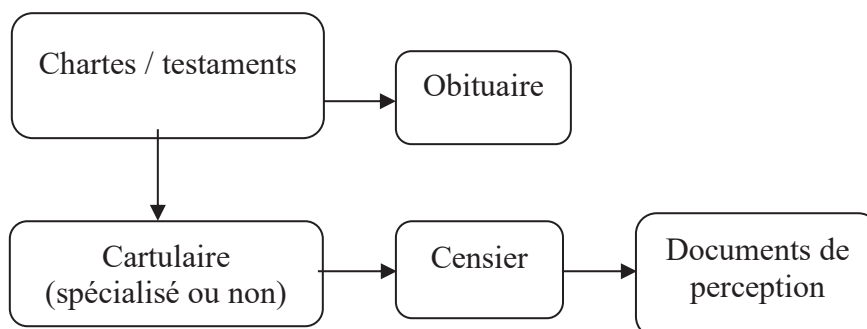 Chartes / testaments
Obituaire
Cartulaire
(spécialisé ou non)
Censier
Documents de
perception